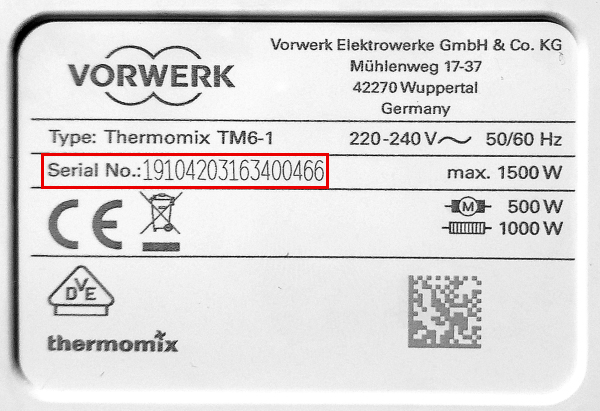 VORWERK
Vorwerk Elektrowerke GmbH & Co. KG
Mühlenweg 17-37
42270 Wuppertal
Germany
Type: Thermomix TM6-1 220-240 V~ 50/60 Hz
Serial No.:19104203163400466 max. 1500 W
CE
M 500 W
1000 W
DVE
thermomix